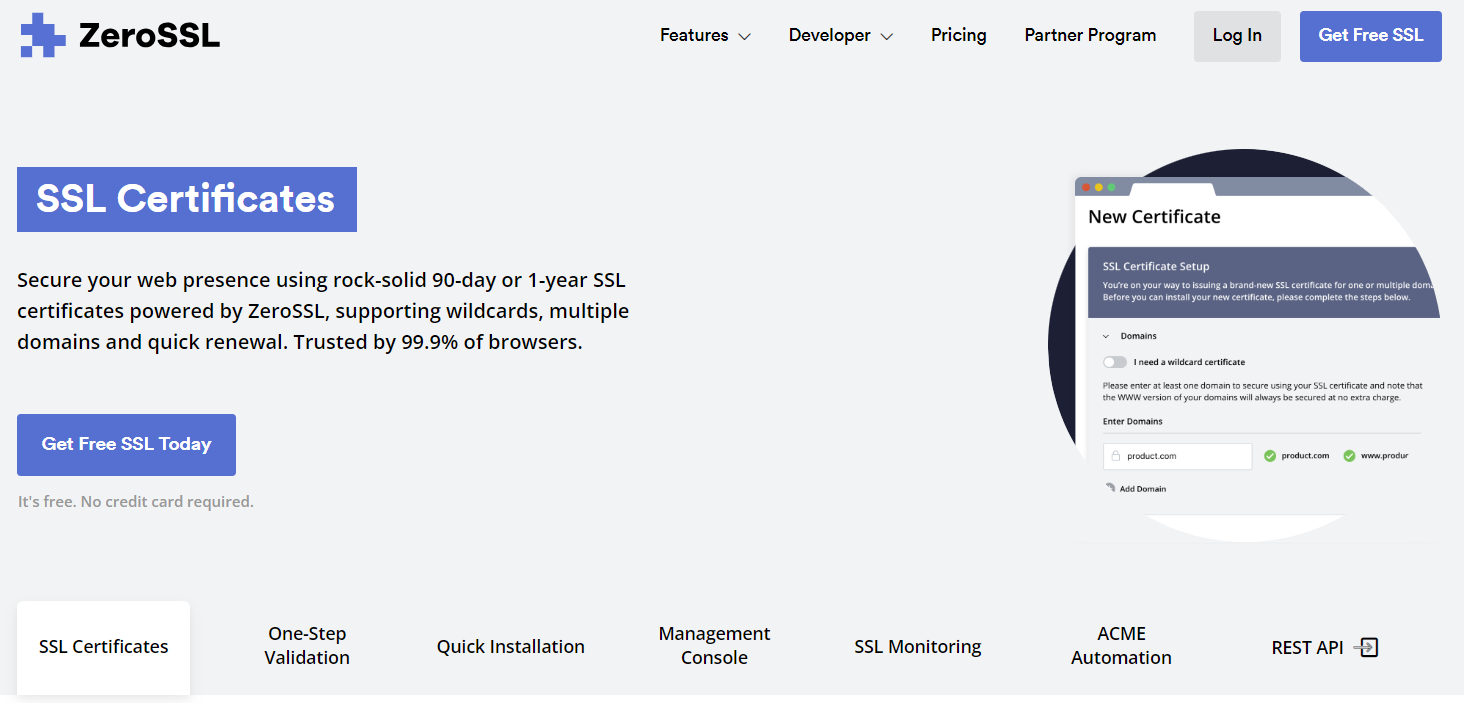 ZeroSSL
Features
Developer
Pricing
Partner Program
Log In
Get Free SSL
SSL Certificates
Secure your web presence using rock-solid 90-day or 1-year SSL
certificates powered by ZeroSSL, supporting wildcards, multiple
domains and quick renewal. Trusted by 99.9% of browsers.
Get Free SSL Today
It's free. No credit card required.
New Certificate
SSL Certificate Setup
You're on your way to issuing a brand-new SSL certificate for one or multiple doma
Before you can install your new certificate, please complete the steps below.
Domains
I need a wildcard certificate
Please enter at least one domain to secure using your SSL certificate and note that
the WWW version of your domains will always be secured at no extra charge.
Enter Domains
product.com
product.com
www.produr
Add Domain
SSL Certificates
One-Step
Validation
Quick Installation
Management
Console
SSL Monitoring
ACME
Automation
REST API